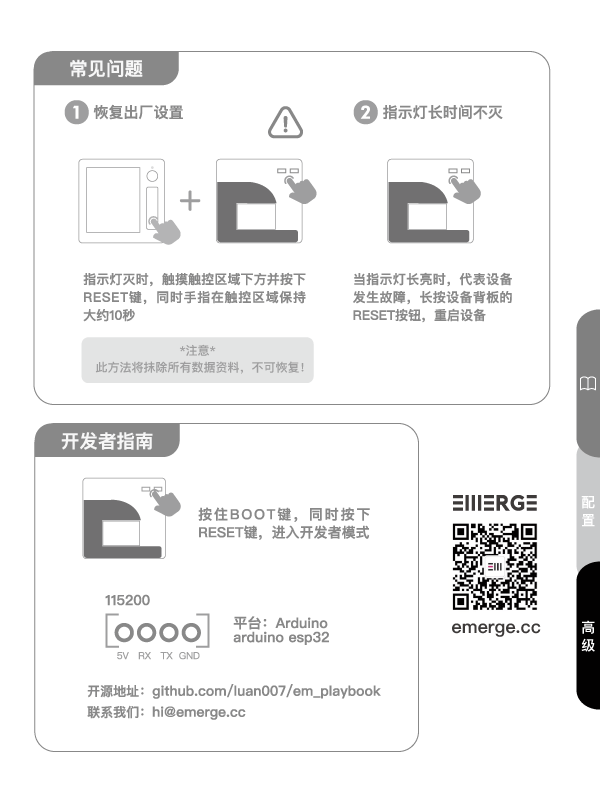 常见问题
1 恢复出厂设置
指示灯灭时，触摸触控区域下方并按下
RESET键，同时手指在触控区域保持
大约10秒
*注意*
此方法将抹除所有数据资料，不可恢复！
2 指示灯长时间不灭
当指示灯长亮时，代表设备
发生故障，长按设备背板的
RESET按钮，重启设备
开发者指南
按住BOOT键，同时按下
RESET键，进入开发者模式
115200
5V RX TX GND
平台：Arduino
arduino esp32
开源地址：github.com/luan007/em_playbook
联系我们：hi@emerge.cc
EMERGE
EM
emerge.cc
配置
高级